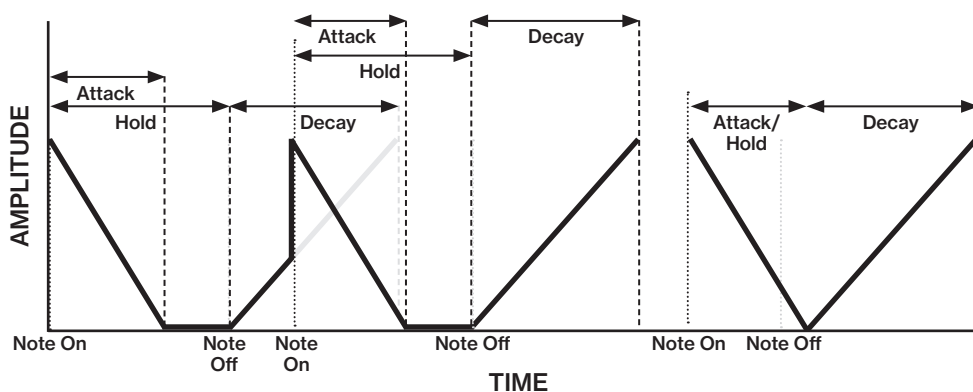 Attack
Decay
Hold
Attack
Hold
Decay
Attack/
Hold
Decay
AMPLITUDE
Note On
Note
Off
Note
On
Note Off
Note On
Note Off
TIME